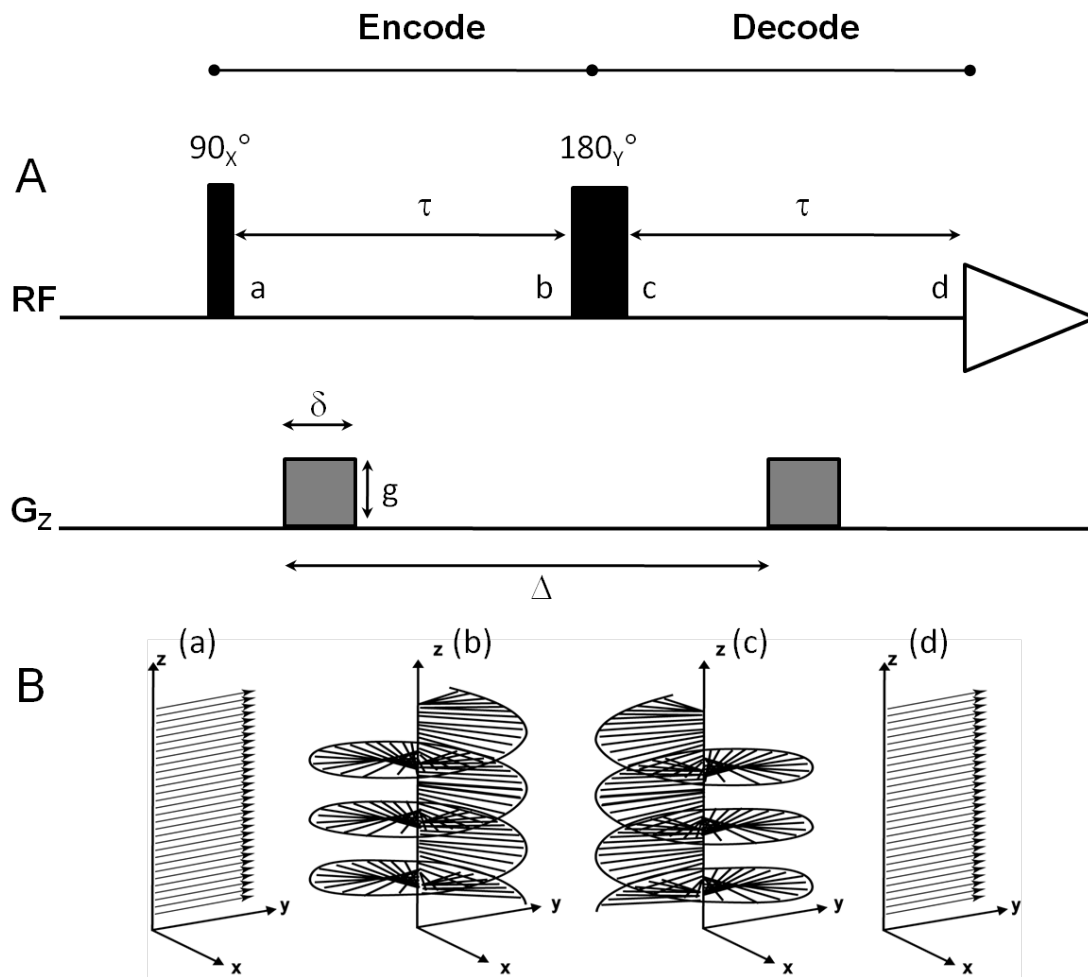 Encode Decode
90X° 180Y°
A
τ τ
a b c d
RF
δ
g
GZ
Δ
(a) (b) (c) (d)
B
z z z z
y y y y
x x x x